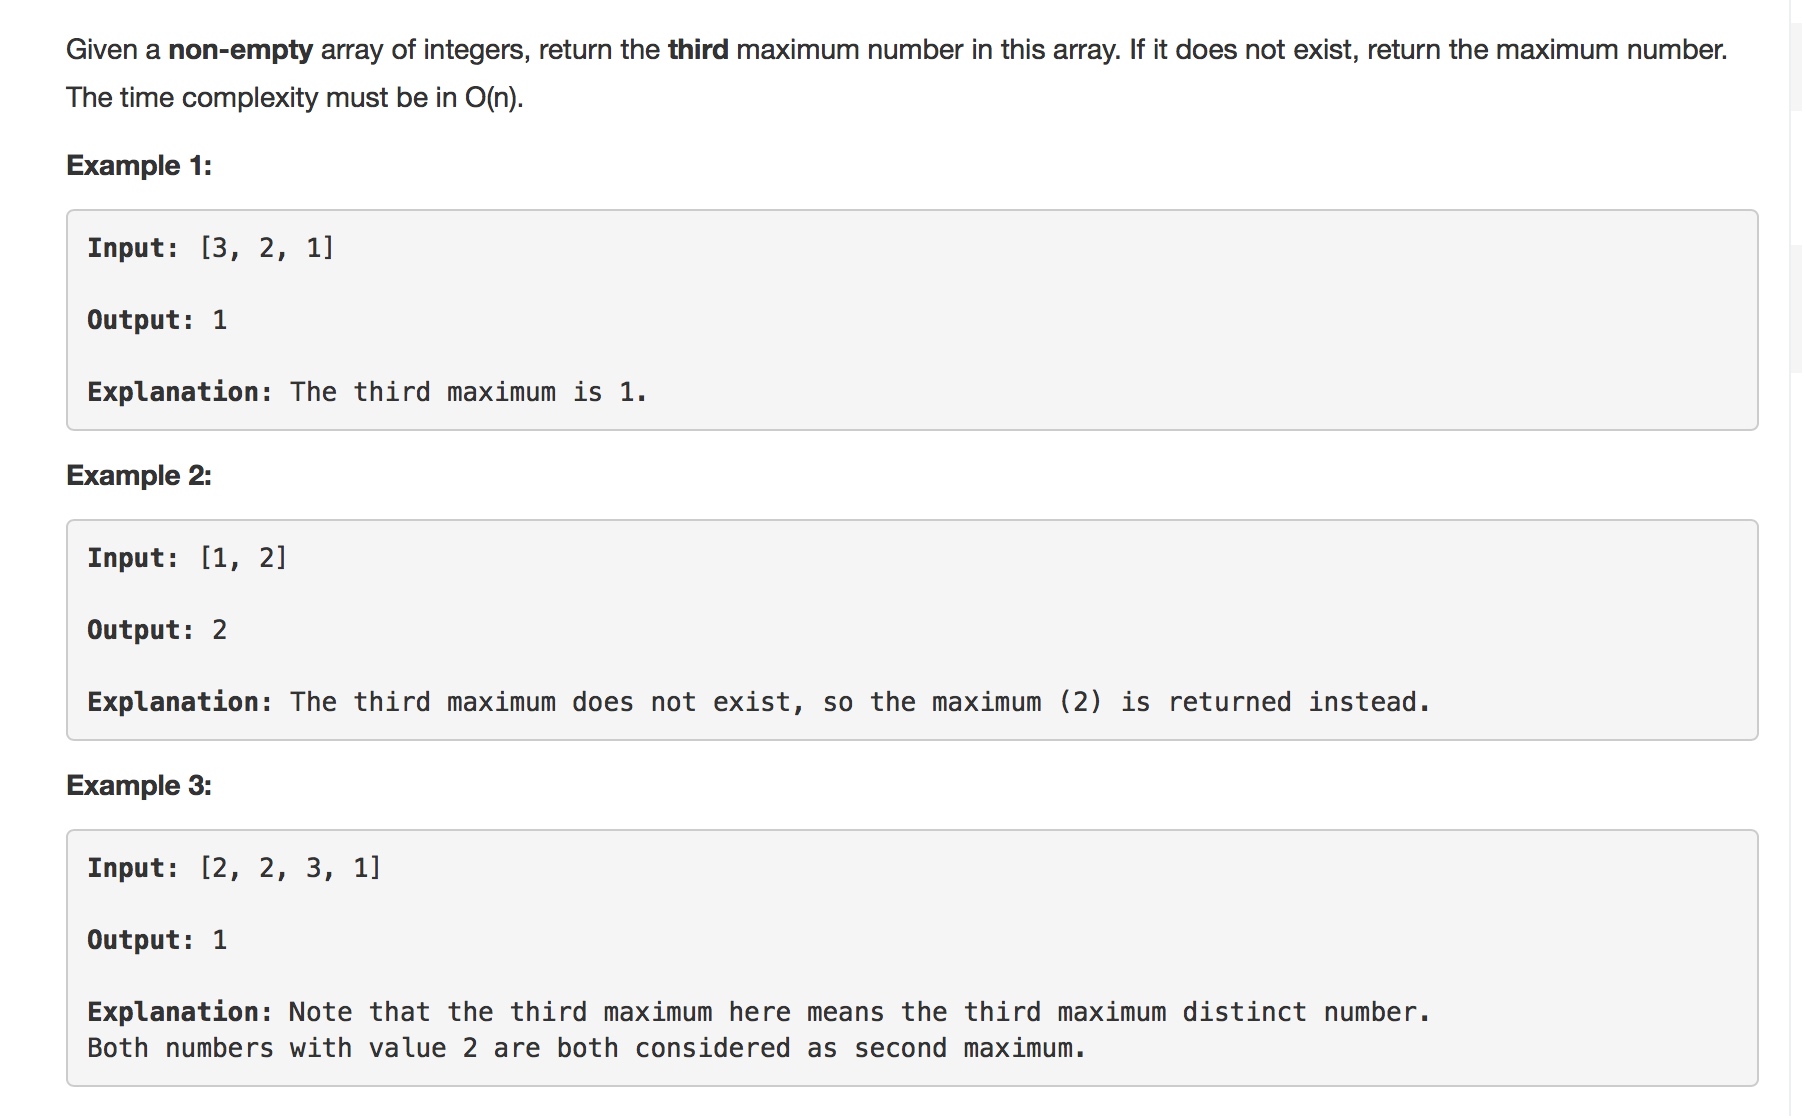 Given a non-empty array of integers, return the third maximum number in this array. If it does not exist, return the maximum number.
The time complexity must be in O(n).
Example 1:
Input: [3, 2, 1]
Output: 1
Explanation: The third maximum is 1.
Example 2:
Input: [1, 2]
Output: 2
Explanation: The third maximum does not exist, so the maximum (2) is returned instead.
Example 3:
Input: [2, 2, 3, 1]
Output: 1
Explanation: Note that the third maximum here means the third maximum distinct number.
Both numbers with value 2 are both considered as second maximum.